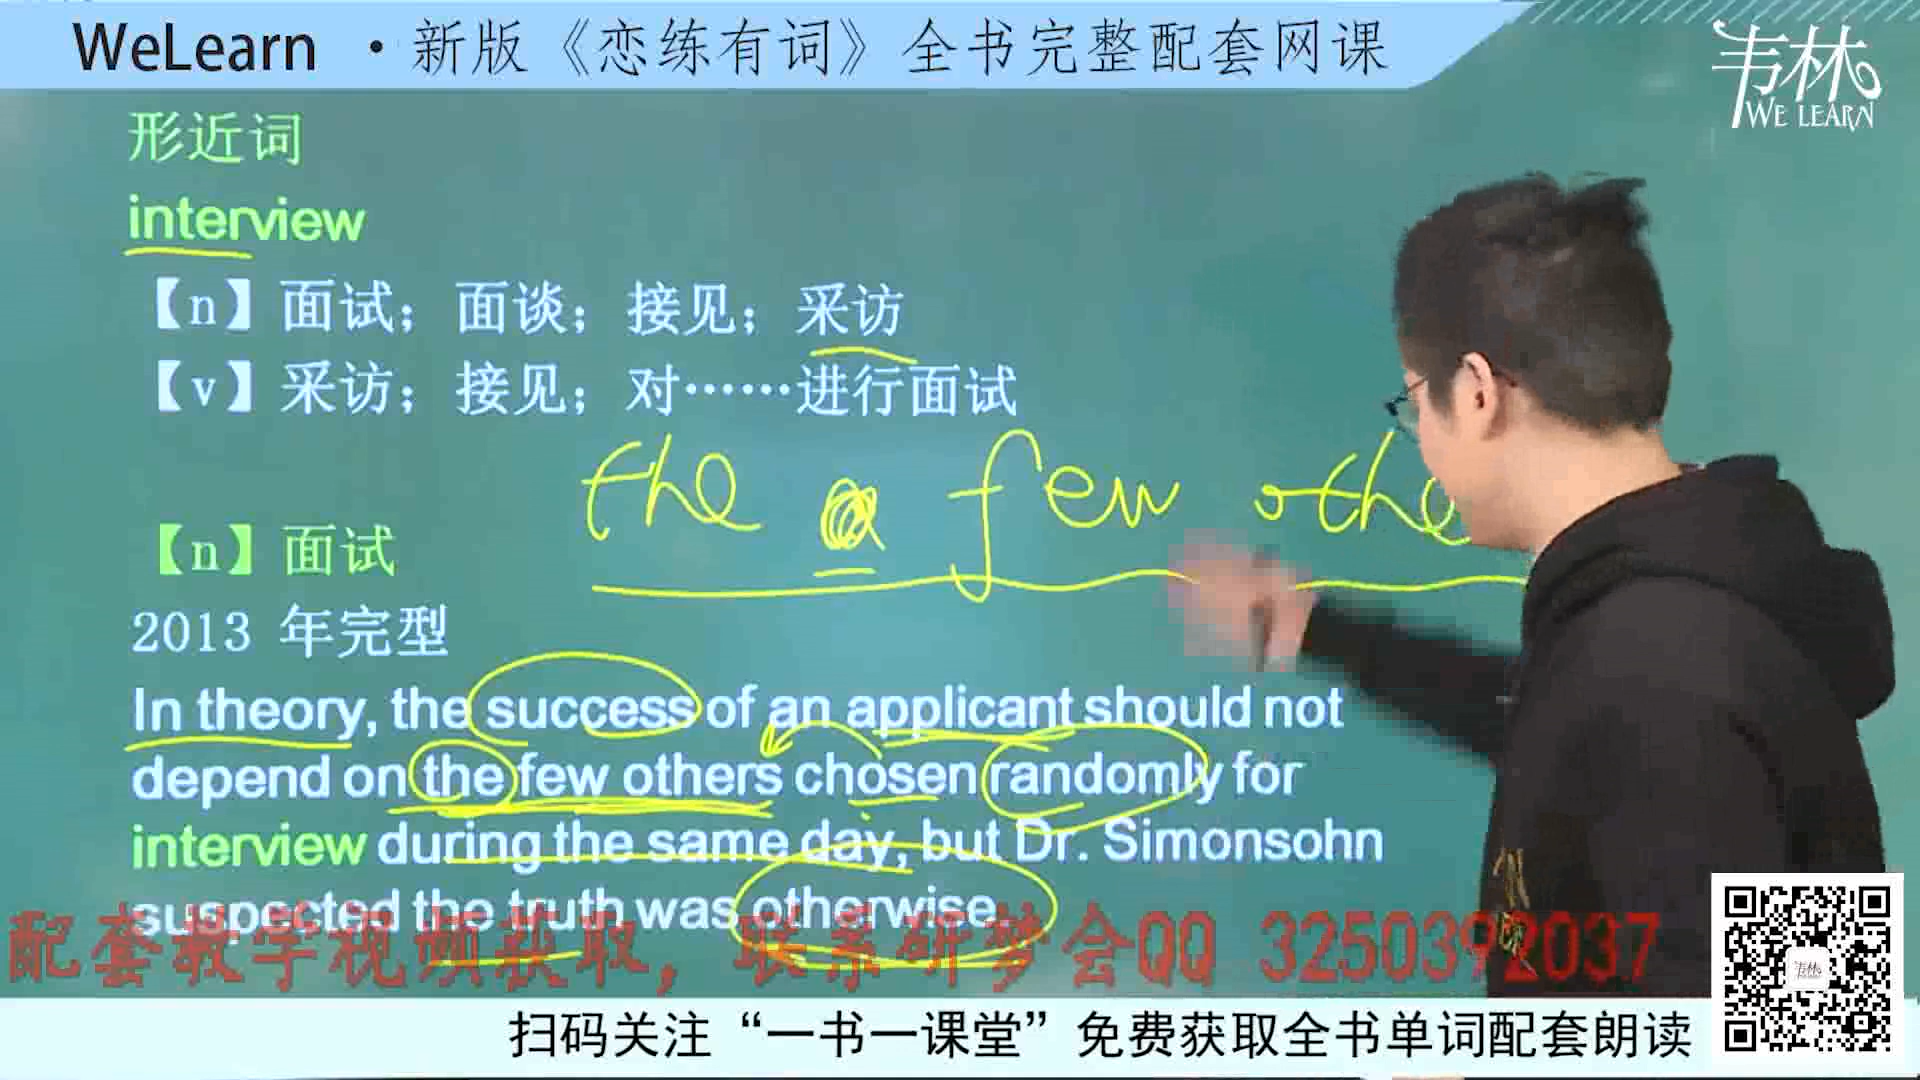 WeLearn ·新版《恋练有词》全书完整配套网课
韦林
WE LEARN
形近词
interview
【n】面试；面谈；接见；采访
【v】采访；接见；对……进行面试
the a few othe
【n】面试
2013 年完型
In theory, the success of an applicant should not
depend on the few others chosen randomly for
interview during the same day, but Dr. Simonsohn
suspected the truth was otherwise.
配套教学视频获取，联系研梦会QQ 3250392037
扫码关注“一书一课堂”免费获取全书单词配套朗读
韦林